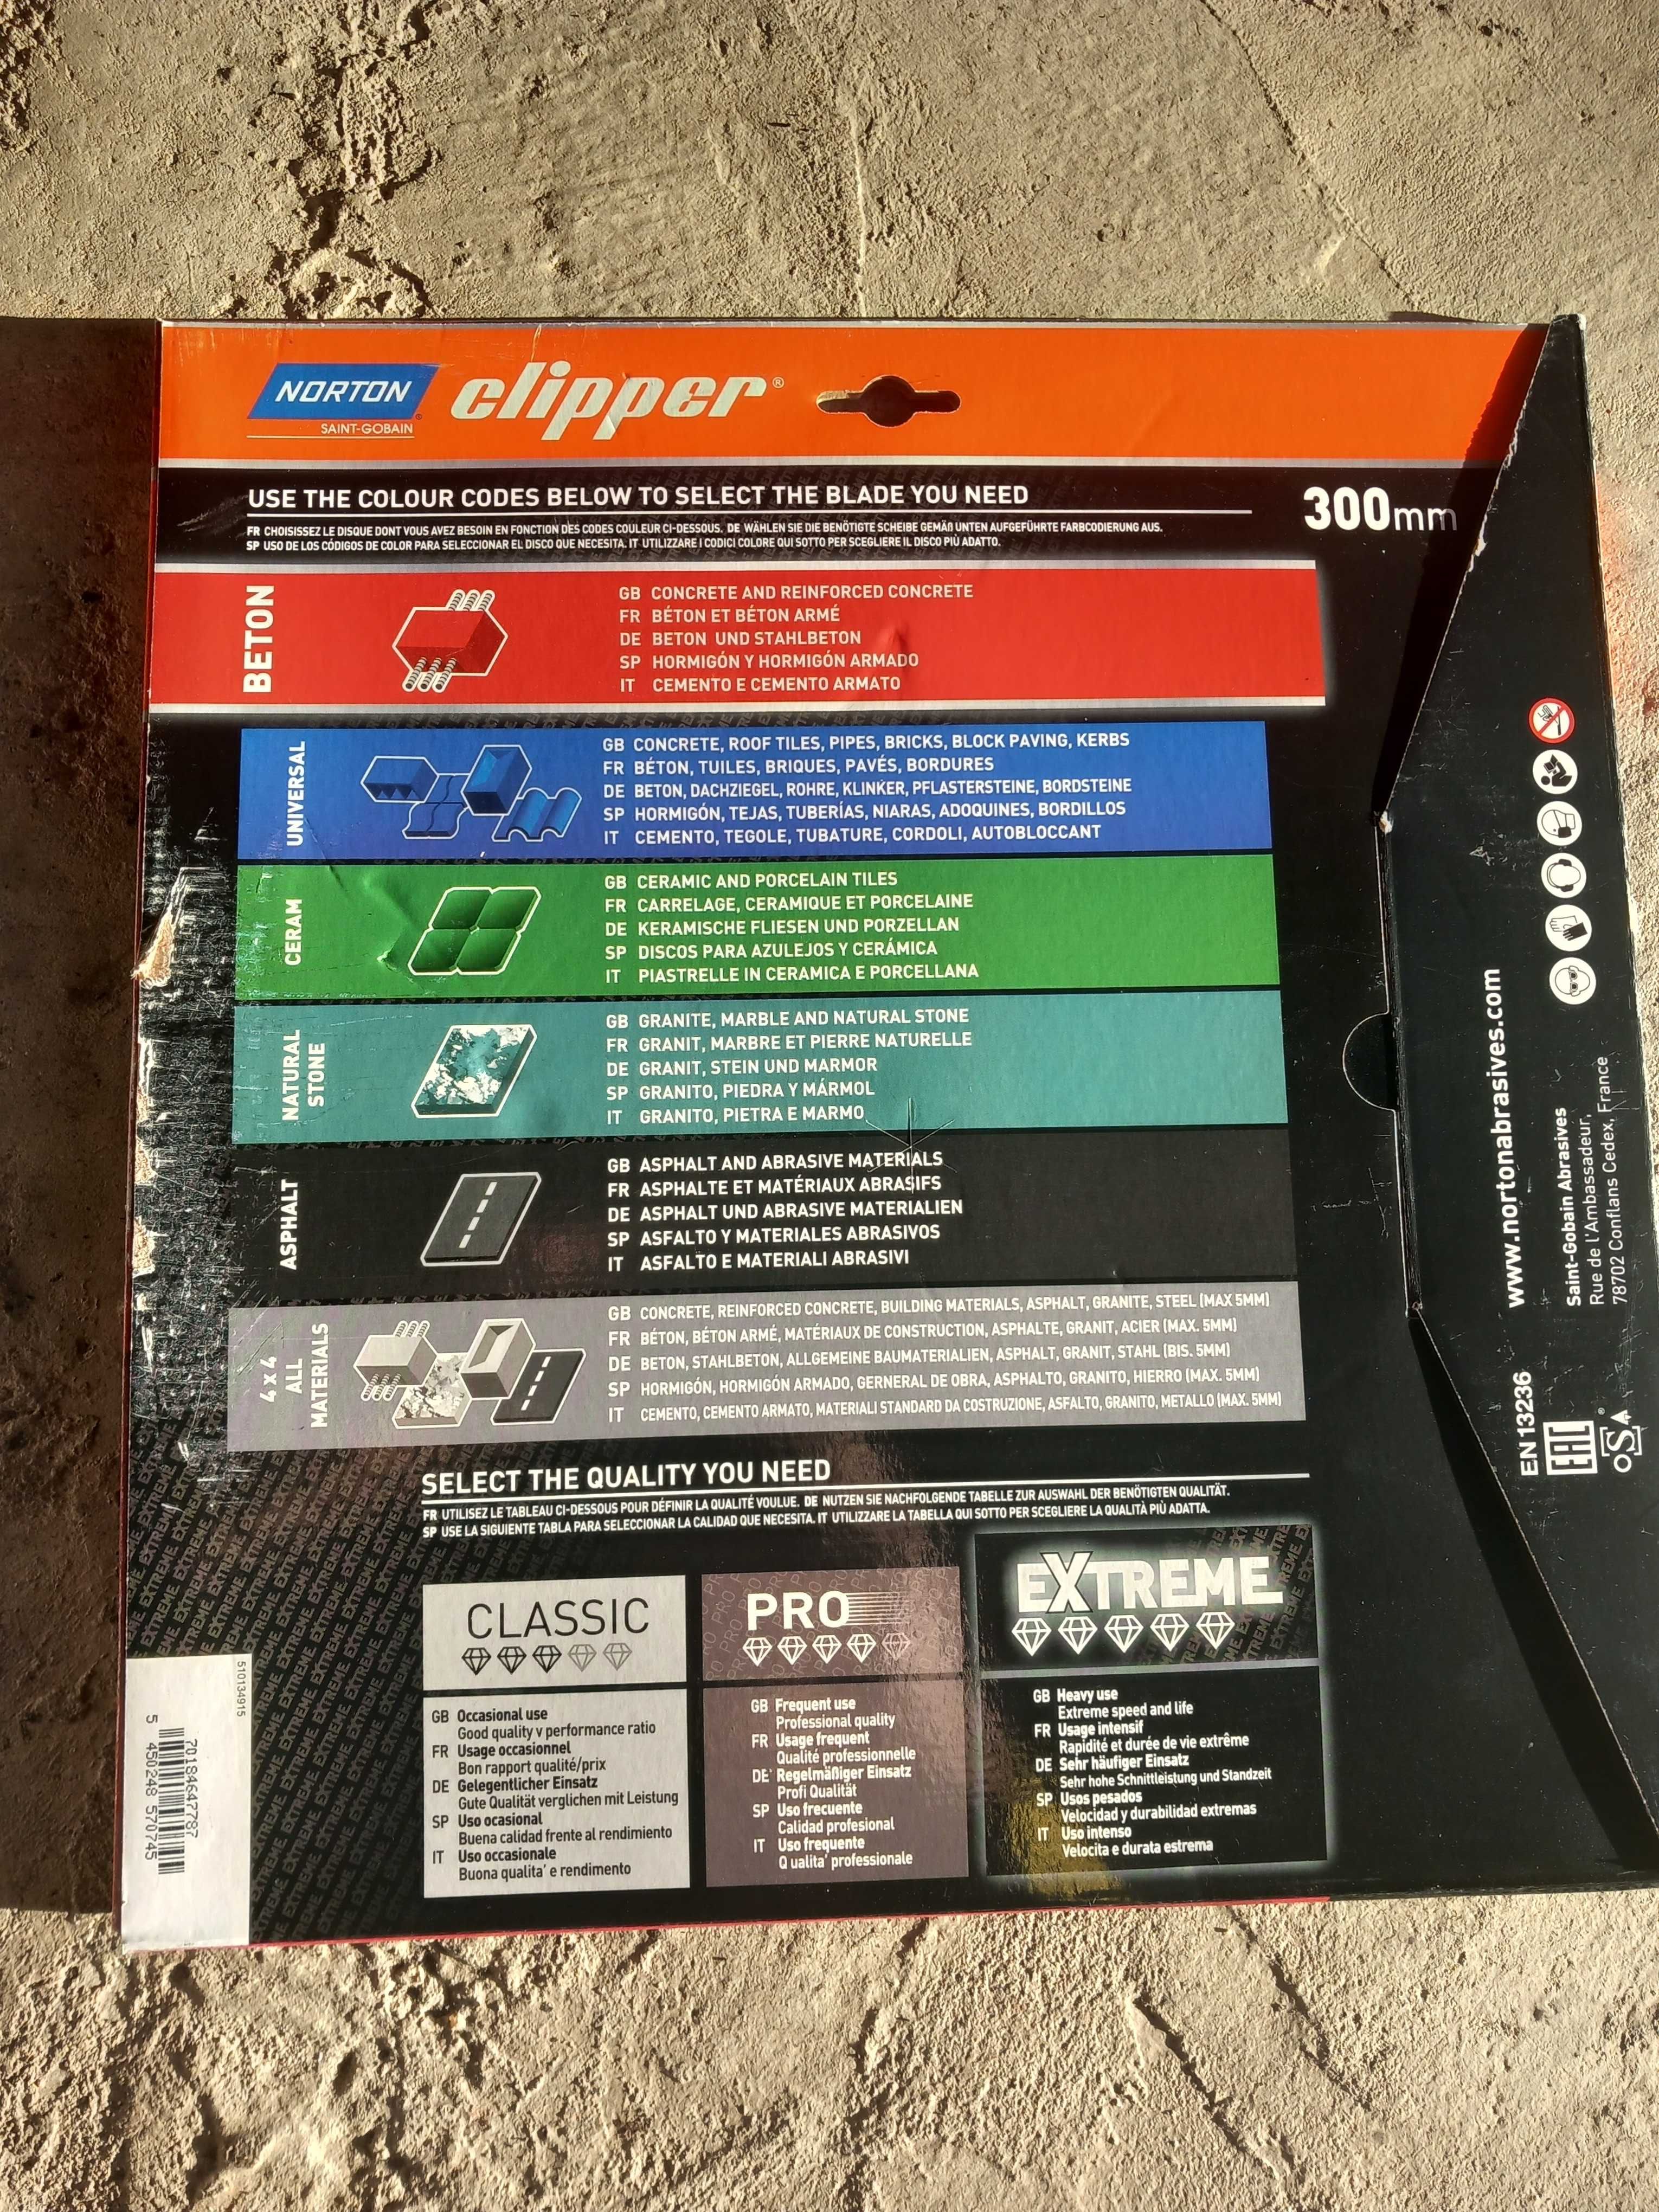 NORTON
SAINT-GOBAIN
clipper®
USE THE COLOUR CODES BELOW TO SELECT THE BLADE YOU NEED
300mm
FR CHOISISSEZ LE DISQUE DONT VOUS AVEZ BESOIN EN FONCTION DES CODES COULEUR CI-DESSOUS. DE WÄHLEN SIE DIE BENÖTIGTE SCHEIBE GEMÄß UNTEN AUFGEFÜHRTE FARBCODIERUNG AUS.
SP USO DE LOS CÓDIGOS DE COLOR PARA SELECCIONAR EL DISCO QUE NECESITA. IT UTILIZZARE I CODICI COLORE QUI SOTTO PER SCEGLIERE IL DISCO PIÙ ADATTO.
BETON
GB CONCRETE AND REINFORCED CONCRETE
FR BÉTON ET BÉTON ARMÉ
DE BETON UND STAHLBETON
SP HORMIGÓN Y HORMIGÓN ARMADO
IT CEMENTO E CEMENTO ARMATO
UNIVERSAL
GB CONCRETE, ROOF TILES, PIPES, BRICKS, BLOCK PAVING, KERBS
FR BÉTON, TUILES, BRIQUES, PAVÉS, BORDURES
DE BETON, DACHZIEGEL, ROHRE, KLINKER, PFLASTERSTEINE, BORDSTEINE
SP HORMIGÓN, TEJAS, TUBERÍAS, NIARAS, ADOQUINES, BORDILLOS
IT CEMENTO, TEGOLE, TUBATURE, CORDOLI, AUTOBLOCCANT
CERAM
GB CERAMIC AND PORCELAIN TILES
FR CARRELAGE, CERAMIQUE ET PORCELAINE
DE KERAMISCHE FLIESEN UND PORZELLAN
SP DISCOS PARA AZULEJOS Y CERÁMICA
IT PIASTRELLE IN CERAMICA E PORCELLANA
NATURAL
STONE
GB GRANITE, MARBLE AND NATURAL STONE
FR GRANIT, MARBRE ET PIERRE NATURELLE
DE GRANIT, STEIN UND MARMOR
SP GRANITO, PIEDRA Y MÁRMOL
IT GRANITO, PIETRA E MARMO
ASPHALT
GB ASPHALT AND ABRASIVE MATERIALS
FR ASPHALTE ET MATÉRIAUX ABRASIFS
DE ASPHALT UND ABRASIVE MATERIALIEN
SP ASFALTO Y MATERIALES ABRASIVOS
IT ASFALTO E MATERIALI ABRASIVI
4x4
ALL
MATERIALS
GB CONCRETE, REINFORCED CONCRETE, BUILDING MATERIALS, ASPHALT, GRANITE, STEEL (MAX 5MM)
FR BÉTON, BÉTON ARMÉ, MATÉRIAUX DE CONSTRUCTION, ASPHALTE, GRANIT, ACIER (MAX. 5MM)
DE BETON, STAHLBETON, ALLGEMEINE BAUMATERIALIEN, ASPHALT, GRANIT, STAHL (BIS. 5MM)
SP HORMIGÓN, HORMIGÓN ARMADO, GERNERAL DE OBRA, ASPHALTO, GRANITO, HIERRO (MAX. 5MM)
IT CEMENTO, CEMENTO ARMATO, MATERIALI STANDARD DA COSTRUZIONE, ASFALTO, GRANITO, METALLO (MAX. 5MM)
SELECT THE QUALITY YOU NEED
FR UTILISEZ LE TABLEAU CI-DESSOUS POUR DÉFINIR LA QUALITÉ VOULUE. DE NUTZEN SIE NACHFOLGENDE TABELLE ZUR AUSWAHL DER BENÖTIGTEN QUALITÄT.
SP USE LA SIGUIENTE TABLA PARA SELECCIONAR LA CALIDAD QUE NECESITA. IT UTILIZZARE LA TABELLA QUI SOTTO PER SCEGLIERE LA QUALITÀ PIÙ ADATTA.
CLASSIC
GB Occasional use
Good quality v performance ratio
FR Usage occasionnel
Bon rapport qualité/prix
DE Gelegentlicher Einsatz
Gute Qualität verglichen mit Leistung
SP Uso ocasional
Buena calidad frente al rendimiento
IT Uso occasionale
Buona qualita' e rendimento
PRO
GB Frequent use
Professional quality
FR Usage frequent
Qualité professionnelle
DE' Regelmäßiger Einsatz
Profi Qualität
SP Uso frecuente
Calidad profesional
IT Uso frequente
Q ualita' professionale
EXTREME
GB Heavy use
Extreme speed and life
FR Usage intensif
Rapidité et durée de vie extrême
DE Sehr häufiger Einsatz
Sehr hohe Schnittleistung und Standzeit
SP Usos pesados
Velocidad y durabilidad extremas
IT Uso intenso
Velocita e durata estrema
510134915
70184647787
5 450248 570745
www.nortonabrasives.com
Saint-Gobain Abrasives
Rue de l'Ambassadeur,
78702 Conflans Cedex, France
EN 13236
EAC
oSa®